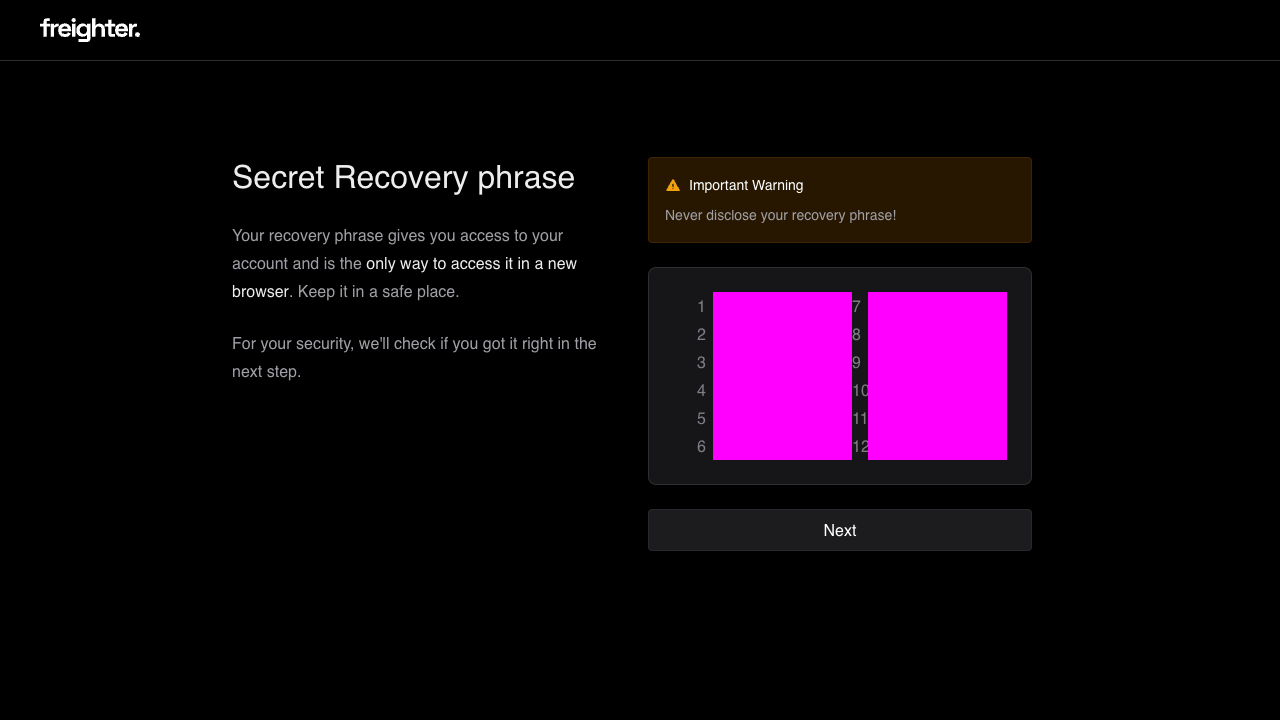 freighter.
Secret Recovery phrase
Your recovery phrase gives you access to your
account and is the only way to access it in a new
browser. Keep it in a safe place.
For your security, we'll check if you got it right in the
next step.
Important Warning
Never disclose your recovery phrase!
1
2
3
4
5
6
7
8
9
10
11
12
Next